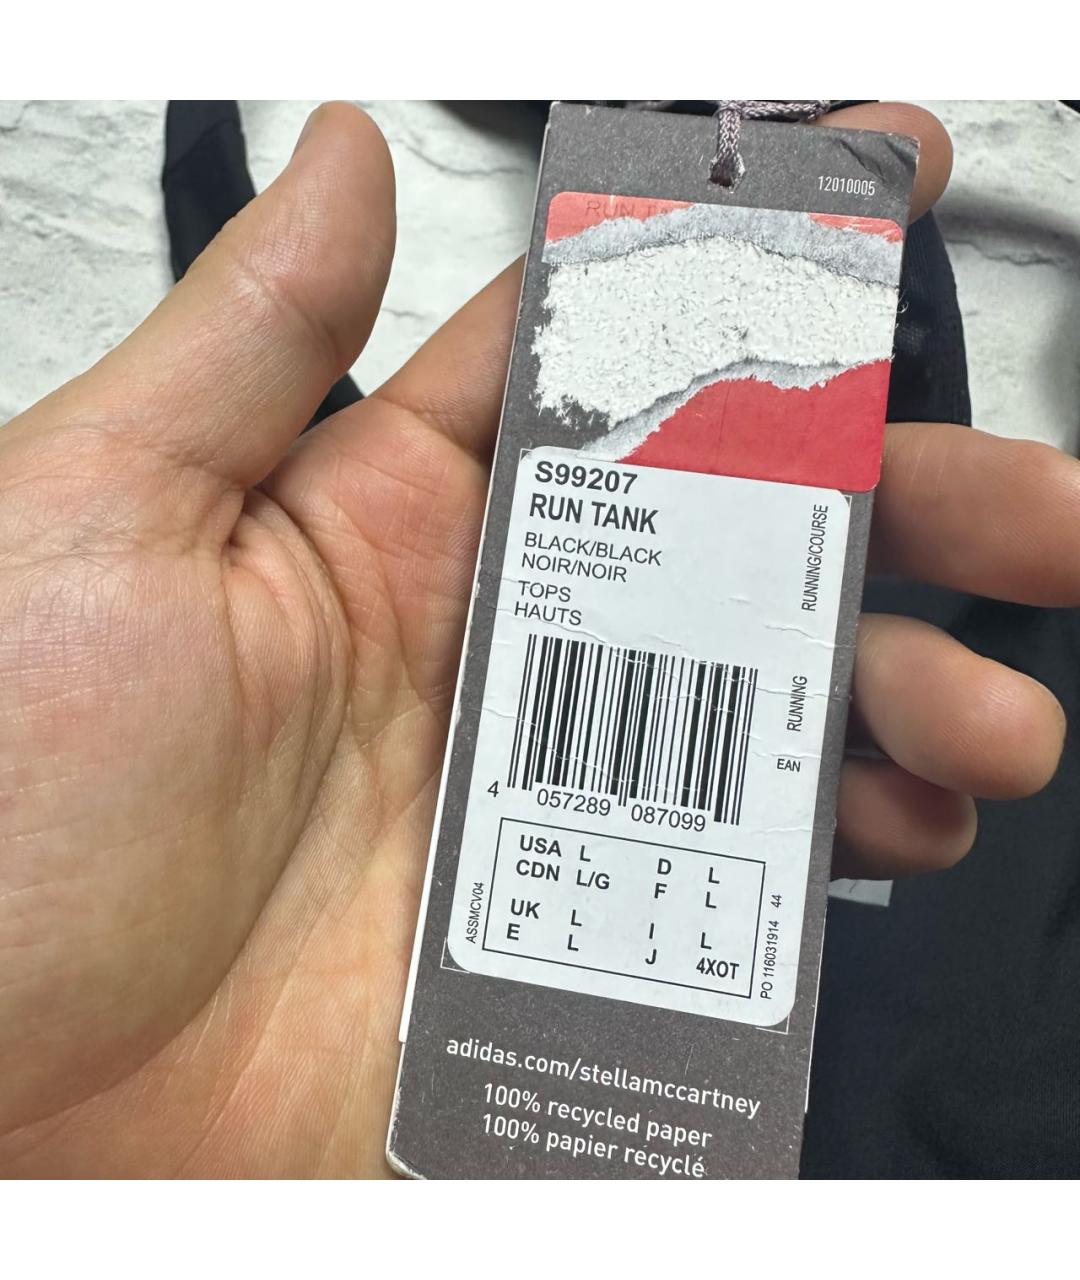 12010005
RUN T
S99207
RUN TANK
BLACK/BLACK
NOIR/NOIR
TOPS
HAUTS
RUNNING/COURSE
RUNNING
EAN
4 057289 087099
USA L D L
CDN L/G F L
UK L I L
E L J 4XOT
ASSMCV04
PO 116031914 44
adidas.com/stellamccartney
100% recycled paper
100% papier recyclé